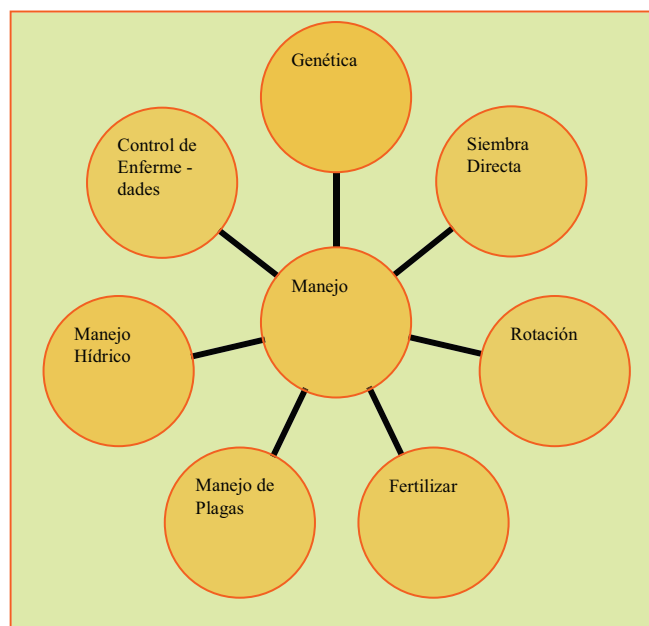 Genética
Siembra
Directa
Rotación
Fertilizar
Manejo de
Plagas
Manejo
Hídrico
Control de
Enferme -
dades
Manejo